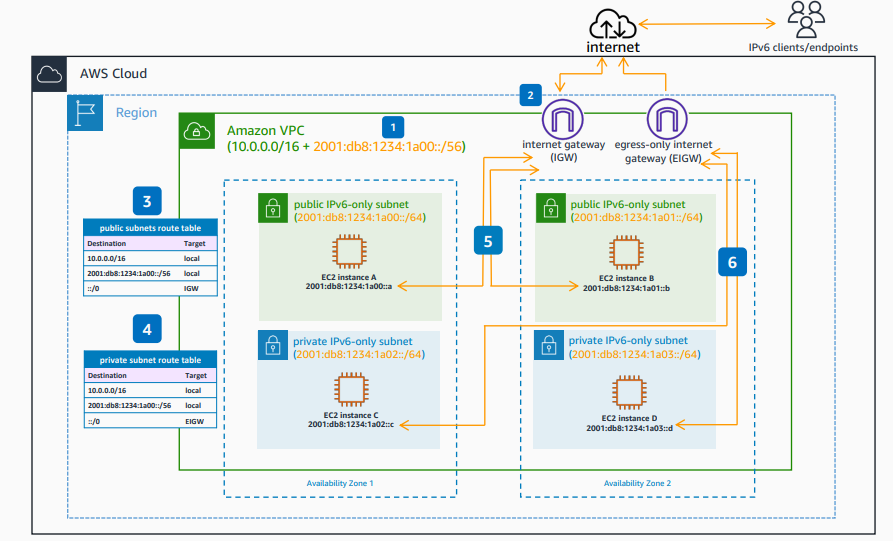 internet
IPv6 clients/endpoints
AWS Cloud
Region
2
1
Amazon VPC
(10.0.0.0/16 + 2001:db8:1234:1a00::/56)
internet gateway
(IGW)
egress-only internet
gateway (EIGW)
3
public subnets route table
Destination Target
10.0.0.0/16 local
2001:db8:1234:1a00::/56 local
::/0 IGW
4
private subnet route table
Destination Target
10.0.0.0/16 local
2001:db8:1234:1a00::/56 local
::/0 EIGW
public IPv6-only subnet
(2001:db8:1234:1a00::/64)
EC2 instance A
2001:db8:1234:1a00::a
private IPv6-only subnet
(2001:db8:1234:1a02::/64)
EC2 instance C
2001:db8:1234:1a02::c
Availability Zone 1
5
public IPv6-only subnet
(2001:db8:1234:1a01::/64)
EC2 instance B
2001:db8:1234:1a01::b
private IPv6-only subnet
(2001:db8:1234:1a03::/64)
EC2 instance D
2001:db8:1234:1a03::d
Availability Zone 2
6